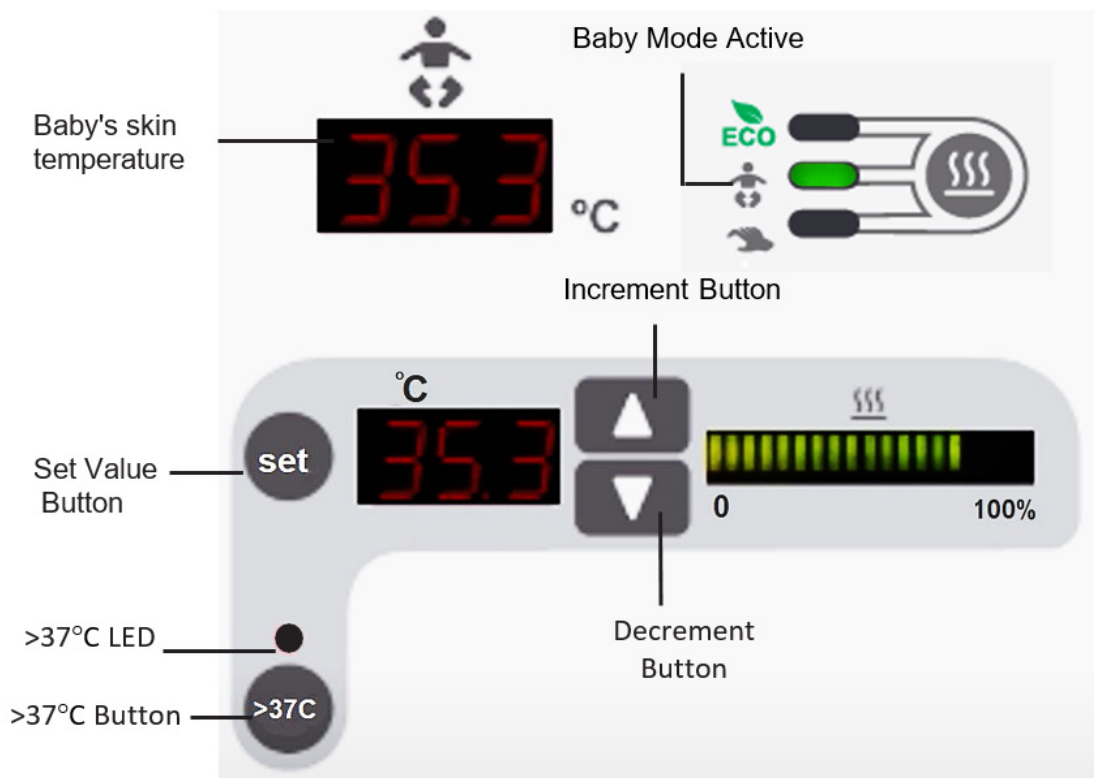 Baby Mode Active
Baby's skin
temperature
35.3
°C
ECO
Increment Button
°C
set
35.3
Set Value
Button
0
100%
>37°C LED
Decrement
Button
>37°C Button
>37C